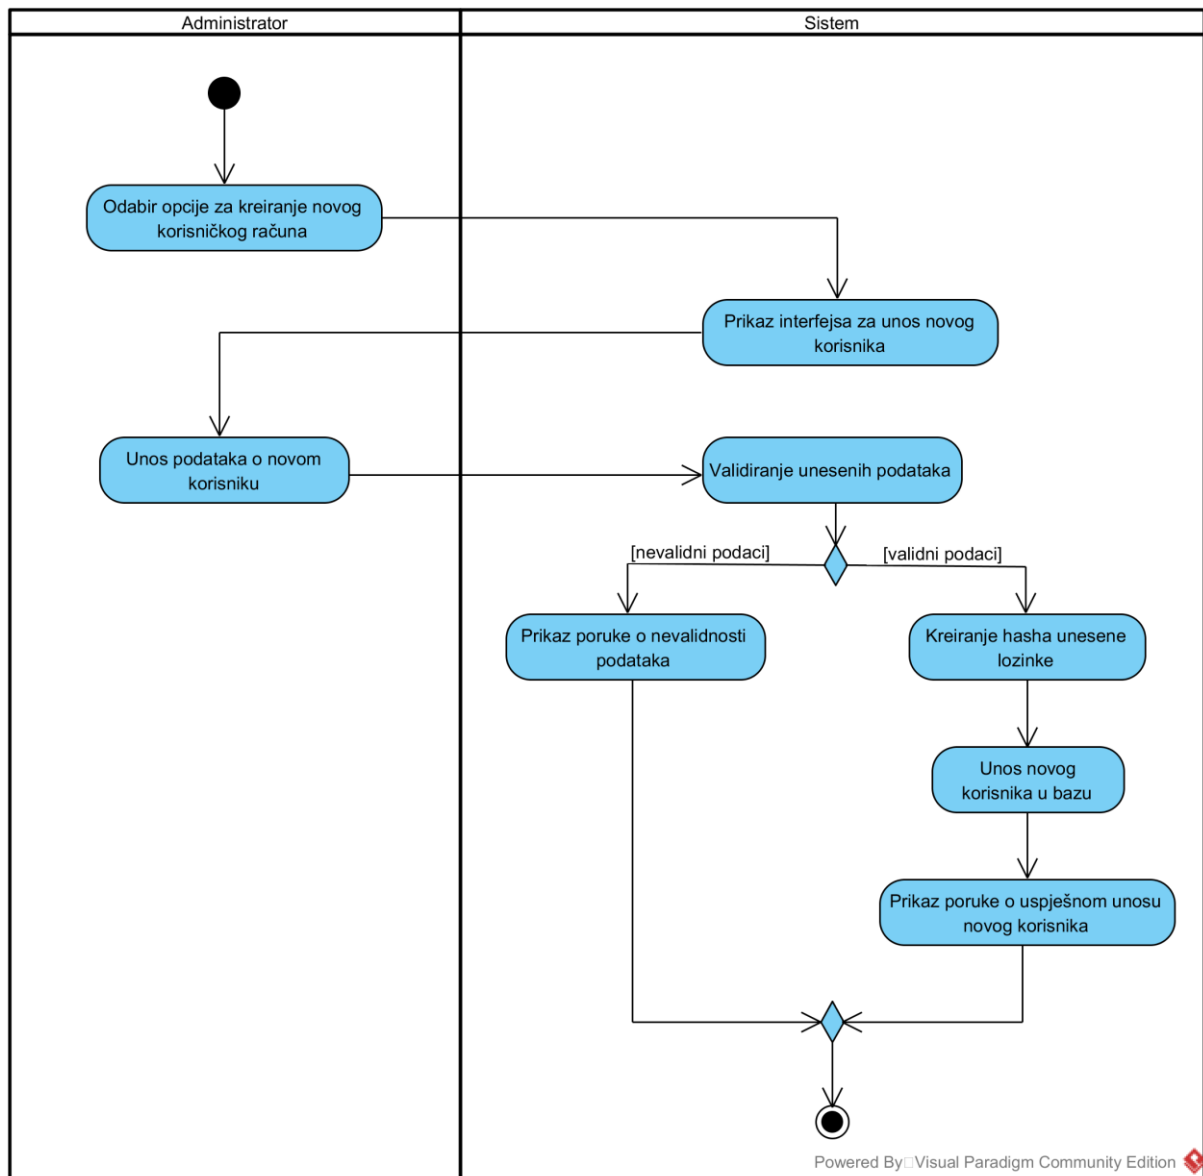 Administrator
Sistem
Odabir opcije za kreiranje novog
korisničkog računa
Prikaz interfejsa za unos novog
korisnika
Unos podataka o novom
korisniku
Validiranje unesenih podataka
[nevalidni podaci]
[validni podaci]
Prikaz poruke o nevalidnosti
podataka
Kreiranje hasha unesene
lozinke
Unos novog
korisnika u bazu
Prikaz poruke o uspješnom unosu
novog korisnika
Powered By□Visual Paradigm Community Edition